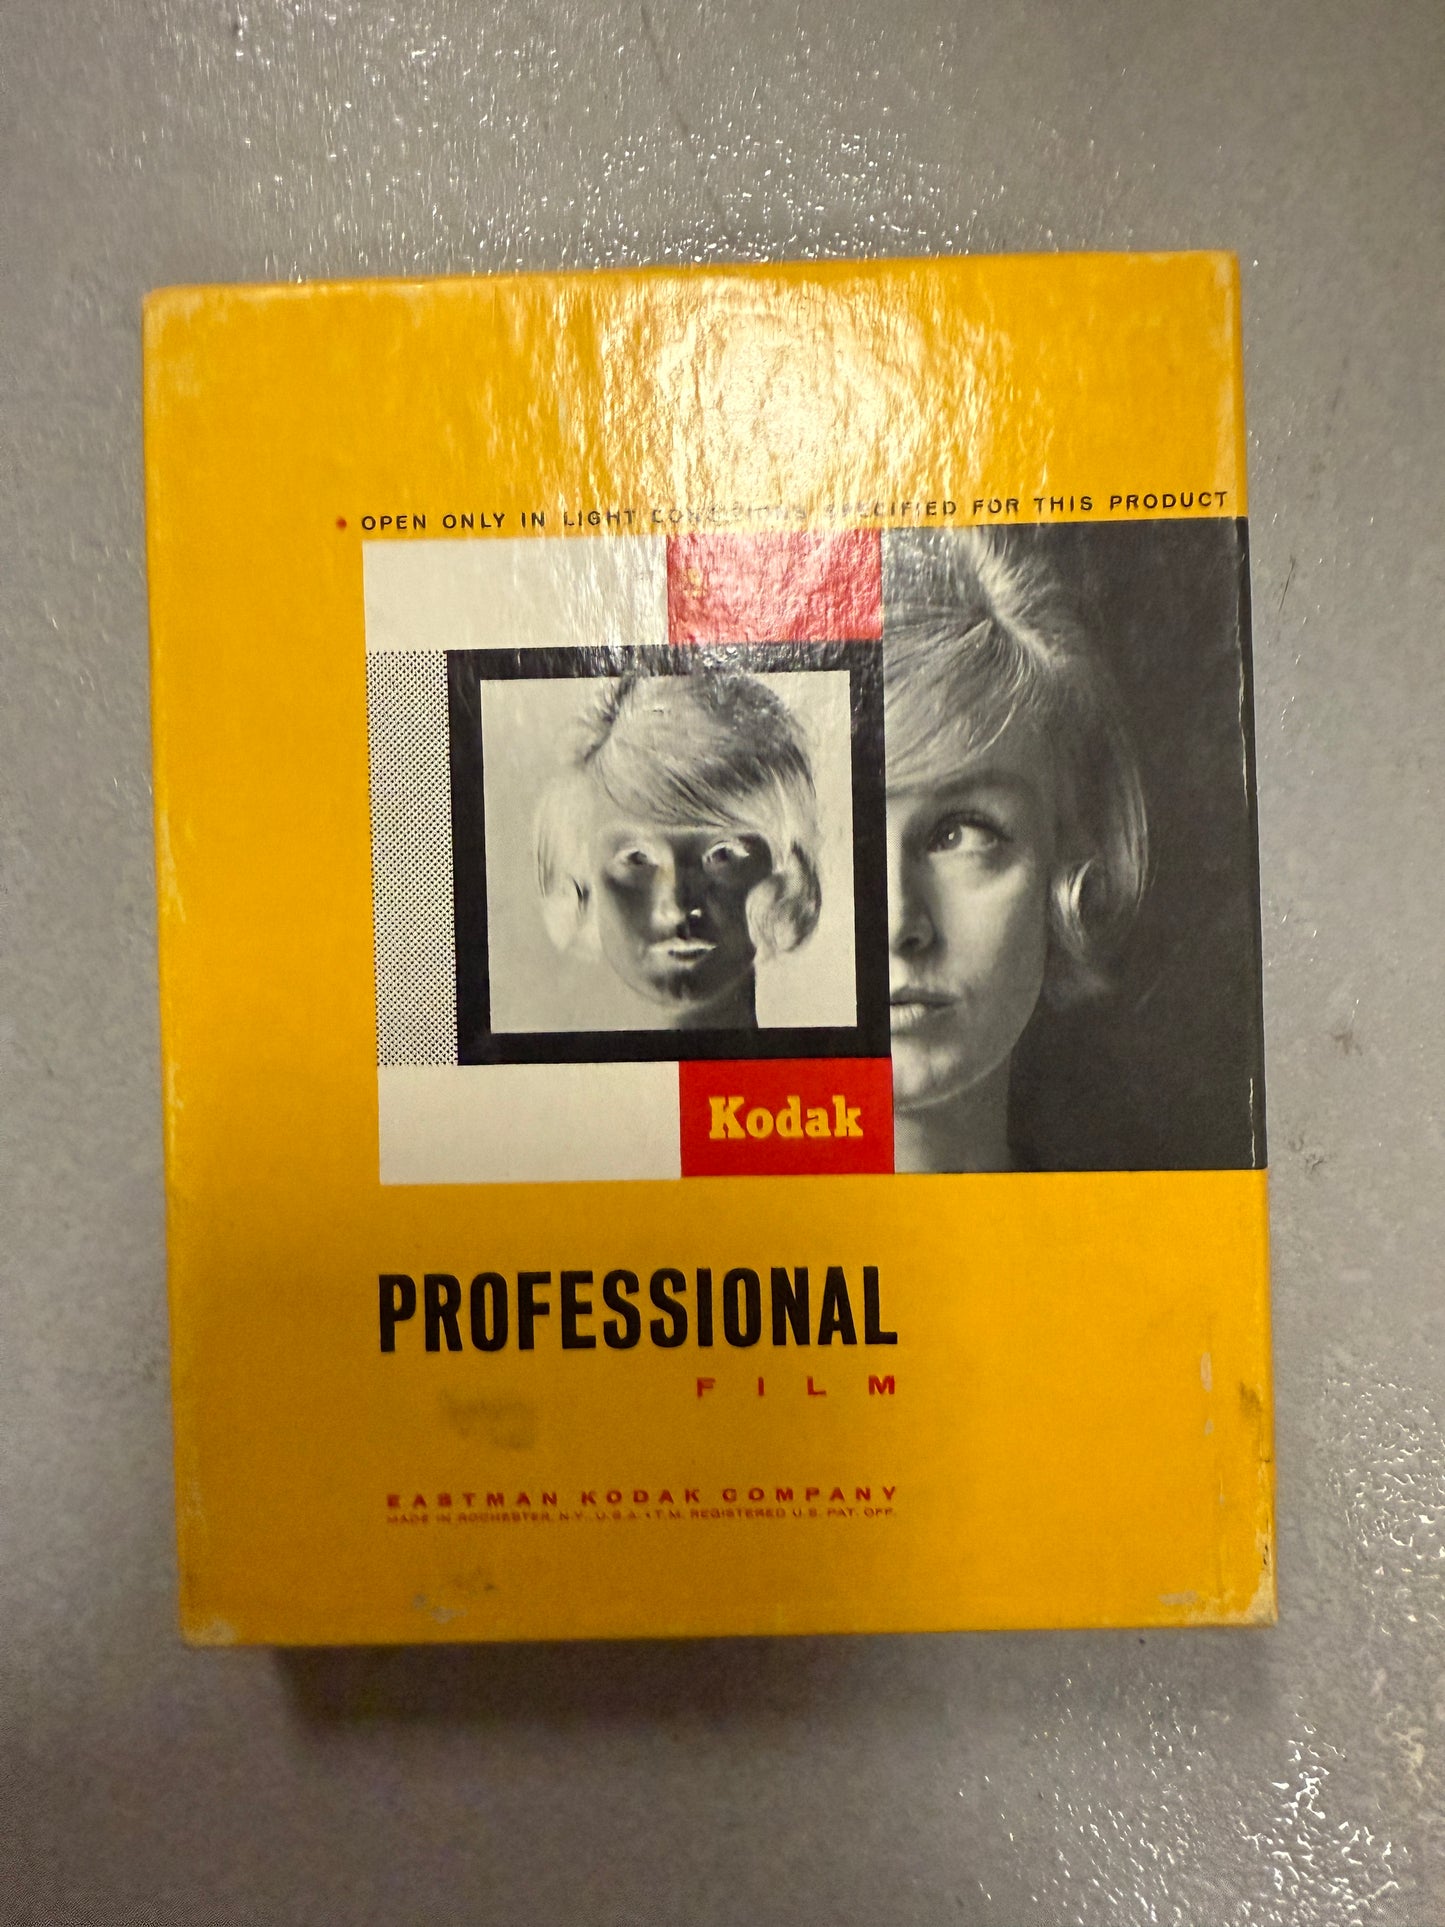 • OPEN ONLY IN LIGHT CONDITIONS SPECIFIED FOR THIS PRODUCT
Kodak
PROFESSIONAL
FILM
EASTMAN KODAK COMPANY
MADE IN ROCHESTER, N.Y., U.S.A. • T.M. REGISTERED U.S. PAT. OFF.